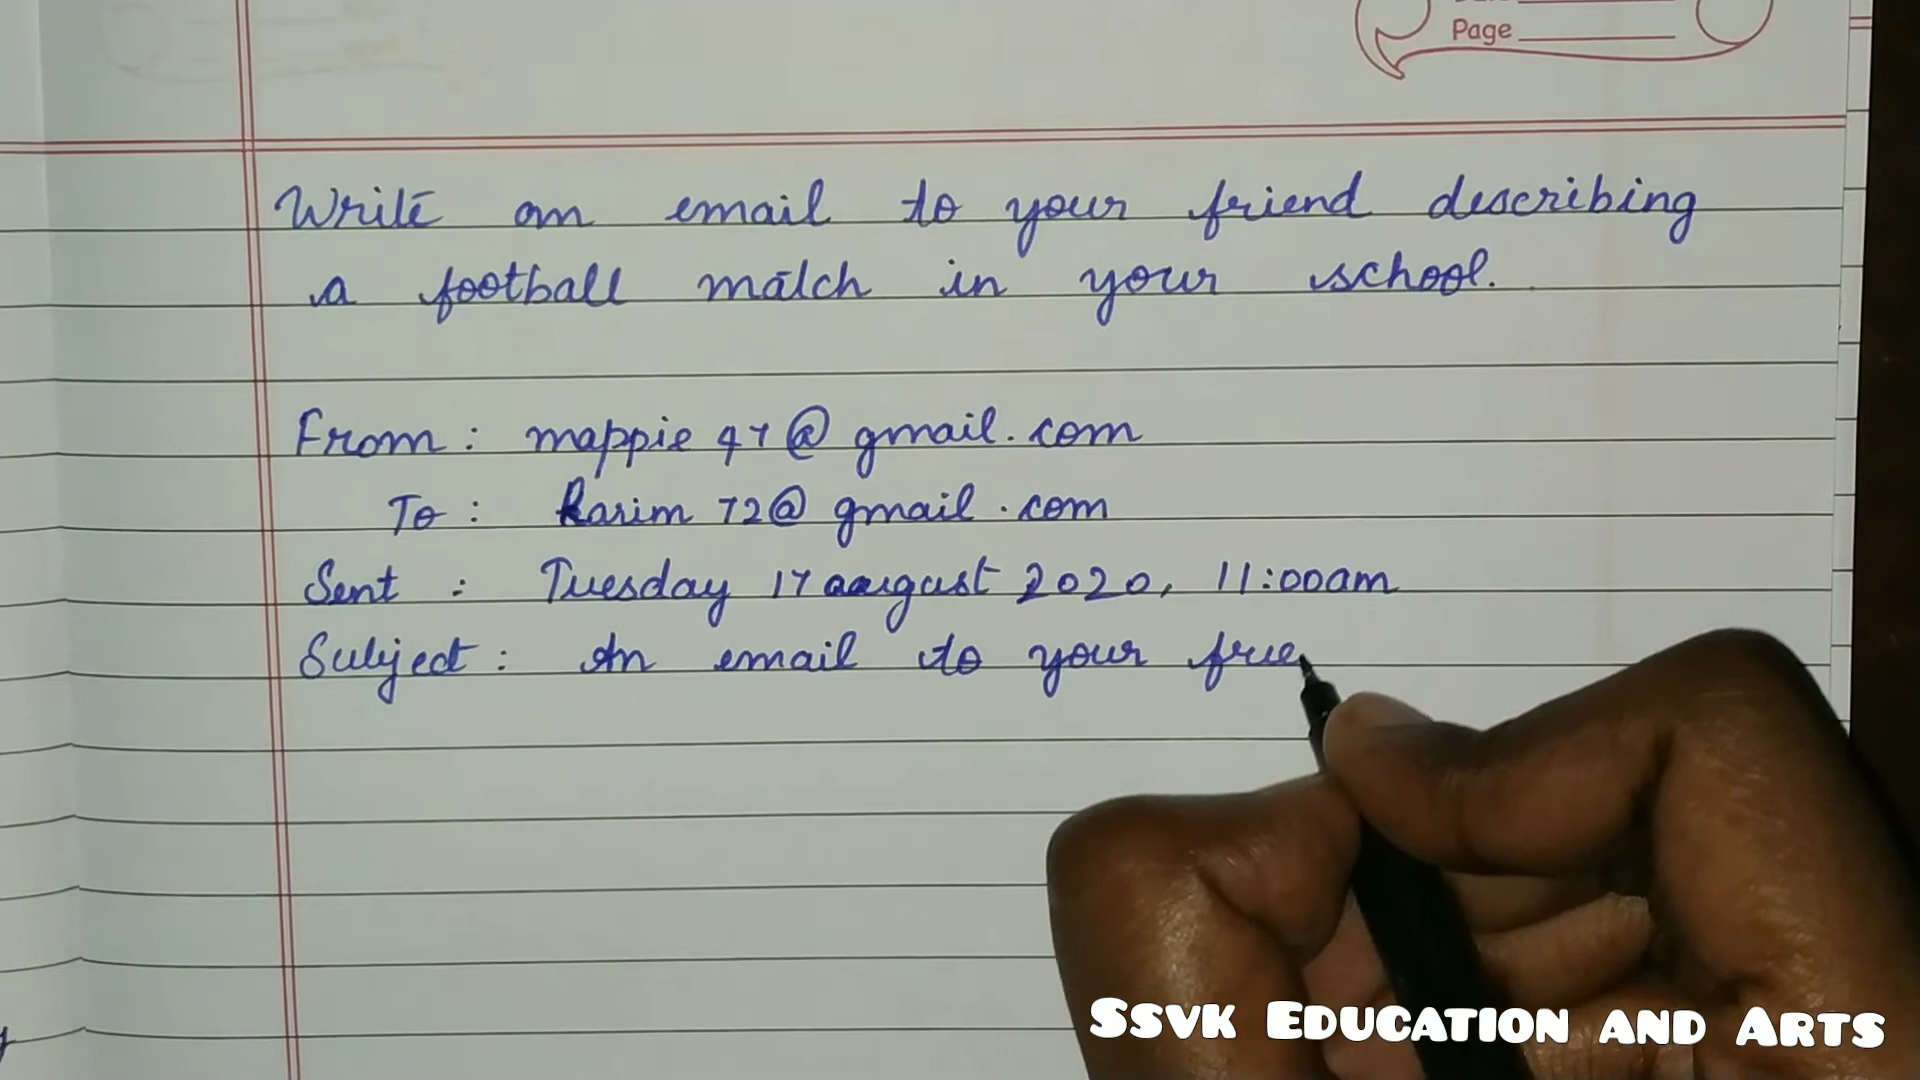 Page
Write an email to your friend describing
a football match in your school.
From: mappie 47@gmail.com
To: karim 72@gmail.com
Sent : Tuesday 17 august 2020, 11:00am
Subject: An email to your frie
SSVK EDUCATION AND ARTS